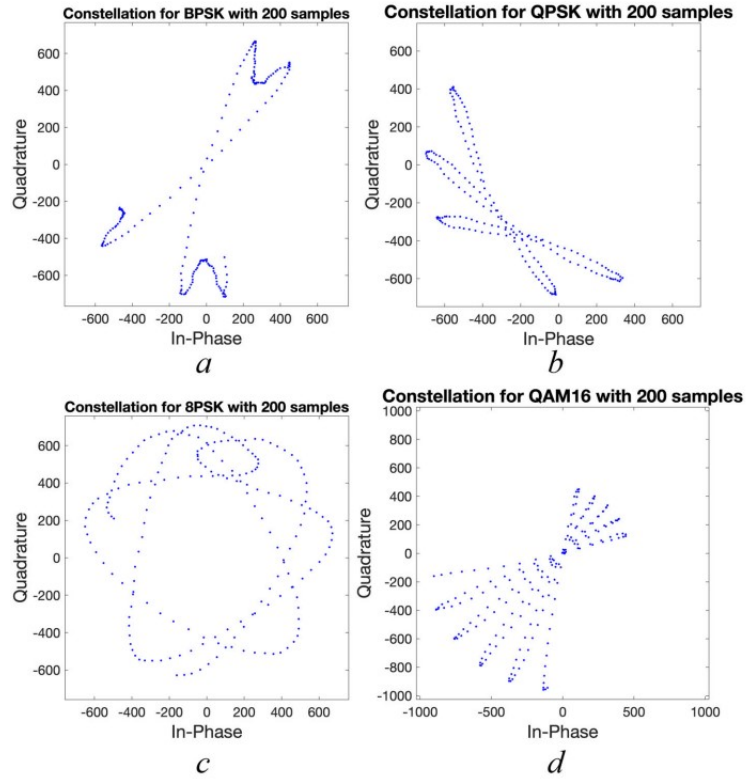 Constellation for BPSK with 200 samples
600
400
200
0
-200
-400
-600
Quadrature
-600 -400 -200 0 200 400 600
In-Phase
a
Constellation for QPSK with 200 samples
600
400
200
0
-200
-400
-600
Quadrature
-600 -400 -200 0 200 400 600
In-Phase
b
Constellation for 8PSK with 200 samples
600
400
200
0
-200
-400
-600
Quadrature
-600 -400 -200 0 200 400 600
In-Phase
c
Constellation for QAM16 with 200 samples
1000
800
600
400
200
0
-200
-400
-600
-800
-1000
Quadrature
-1000 -500 0 500 1000
In-Phase
d